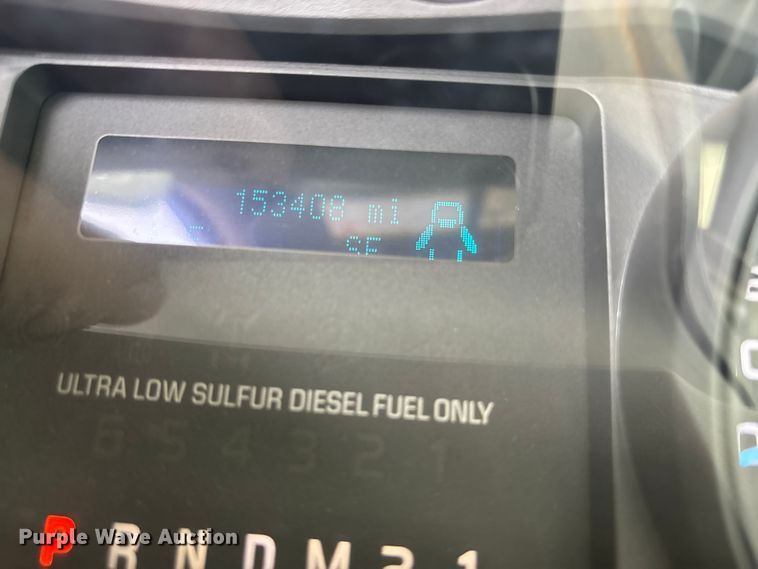 153408 mi
SE
ULTRA LOW SULFUR DIESEL FUEL ONLY
6 5 4 3 2 1
P R N D M 2 1
Purple Wave Auction